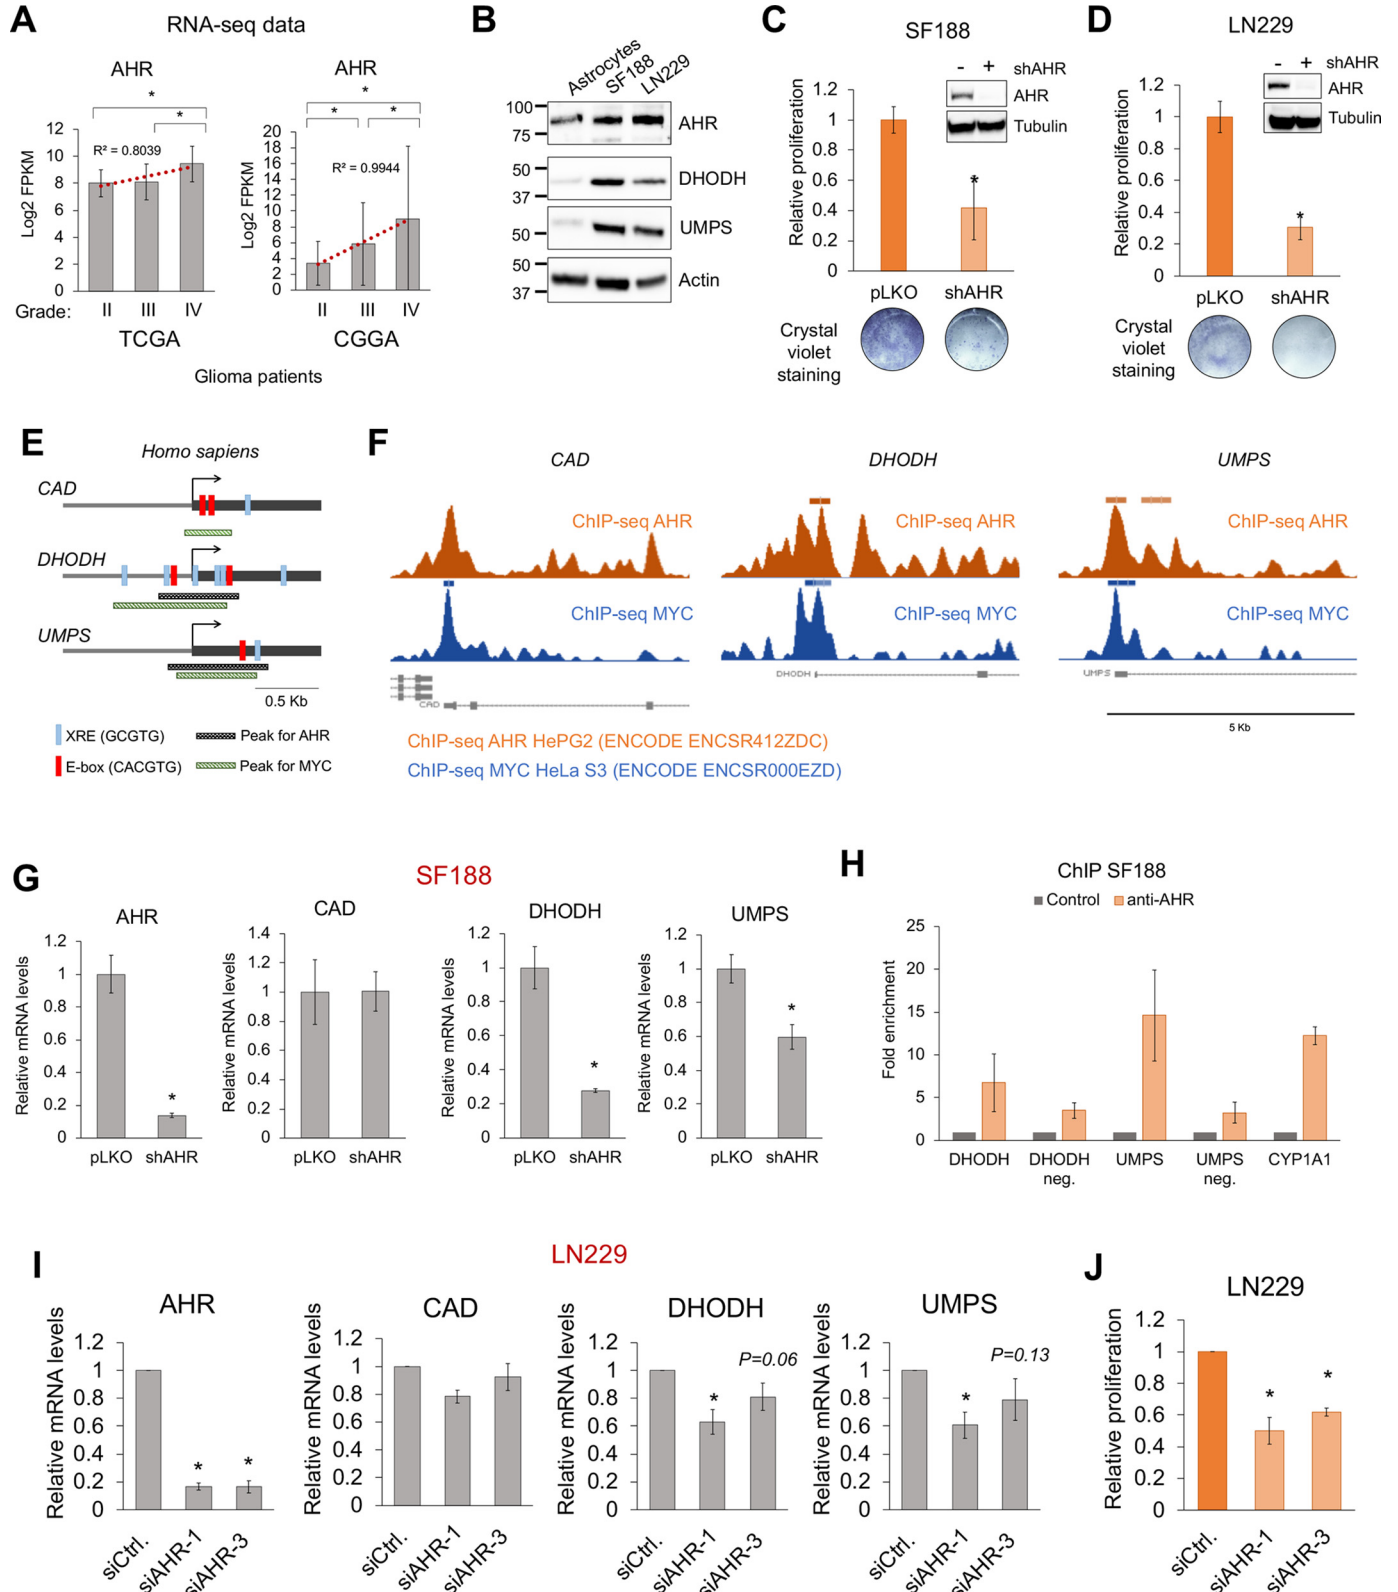 A
RNA-seq data
AHR
*
*
Log2 FPKM
12
10
8
6
4
2
0
R² = 0.8039
Grade:
II
III
IV
TCGA
AHR
*
*
*
Log2 FPKM
20
18
16
14
12
10
8
6
4
2
0
R² = 0.9944
II
III
IV
CGGA
Glioma patients
B
Astrocytes
SF188
LN229
100
75
AHR
50
37
DHODH
50
UMPS
50
37
Actin
C
SF188
- + shAHR
AHR
Tubulin
Relative proliferation
1.2
1
0.8
0.6
0.4
0.2
0
*
pLKO
shAHR
Crystal
violet
staining
D
LN229
- + shAHR
AHR
Tubulin
Relative proliferation
1.2
1
0.8
0.6
0.4
0.2
0
*
pLKO
shAHR
Crystal
violet
staining
E
Homo sapiens
CAD
DHODH
UMPS
0.5 Kb
XRE (GCGTG)
Peak for AHR
E-box (CACGTG)
Peak for MYC
F
CAD
DHODH
UMPS
ChIP-seq AHR
ChIP-seq AHR
ChIP-seq AHR
ChIP-seq MYC
ChIP-seq MYC
ChIP-seq MYC
CAD
DHODH
UMPS
5 Kb
ChIP-seq AHR HePG2 (ENCODE ENCSR412ZDC)
ChIP-seq MYC HeLa S3 (ENCODE ENCSR000EZD)
G
SF188
AHR
Relative mRNA levels
1.2
1
0.8
0.6
0.4
0.2
0
*
pLKO
shAHR
CAD
Relative mRNA levels
1.4
1.2
1
0.8
0.6
0.4
0.2
0
pLKO
shAHR
DHODH
Relative mRNA levels
1.2
1
0.8
0.6
0.4
0.2
0
*
pLKO
shAHR
UMPS
Relative mRNA levels
1.2
1
0.8
0.6
0.4
0.2
0
*
pLKO
shAHR
H
ChIP SF188
Control
anti-AHR
Fold enrichment
25
20
15
10
5
0
DHODH
DHODH
neg.
UMPS
UMPS
neg.
CYP1A1
I
LN229
AHR
Relative mRNA levels
1.2
1
0.8
0.6
0.4
0.2
0
*
*
siCtrl.
siAHR-1
siAHR-3
CAD
Relative mRNA levels
1.2
1
0.8
0.6
0.4
0.2
0
siCtrl.
siAHR-1
siAHR-3
DHODH
Relative mRNA levels
1.2
1
0.8
0.6
0.4
0.2
0
*
P=0.06
siCtrl.
siAHR-1
siAHR-3
UMPS
Relative mRNA levels
1.2
1
0.8
0.6
0.4
0.2
0
*
P=0.13
siCtrl.
siAHR-1
siAHR-3
J
LN229
Relative proliferation
1.2
1
0.8
0.6
0.4
0.2
0
*
*
siCtrl.
siAHR-1
siAHR-3